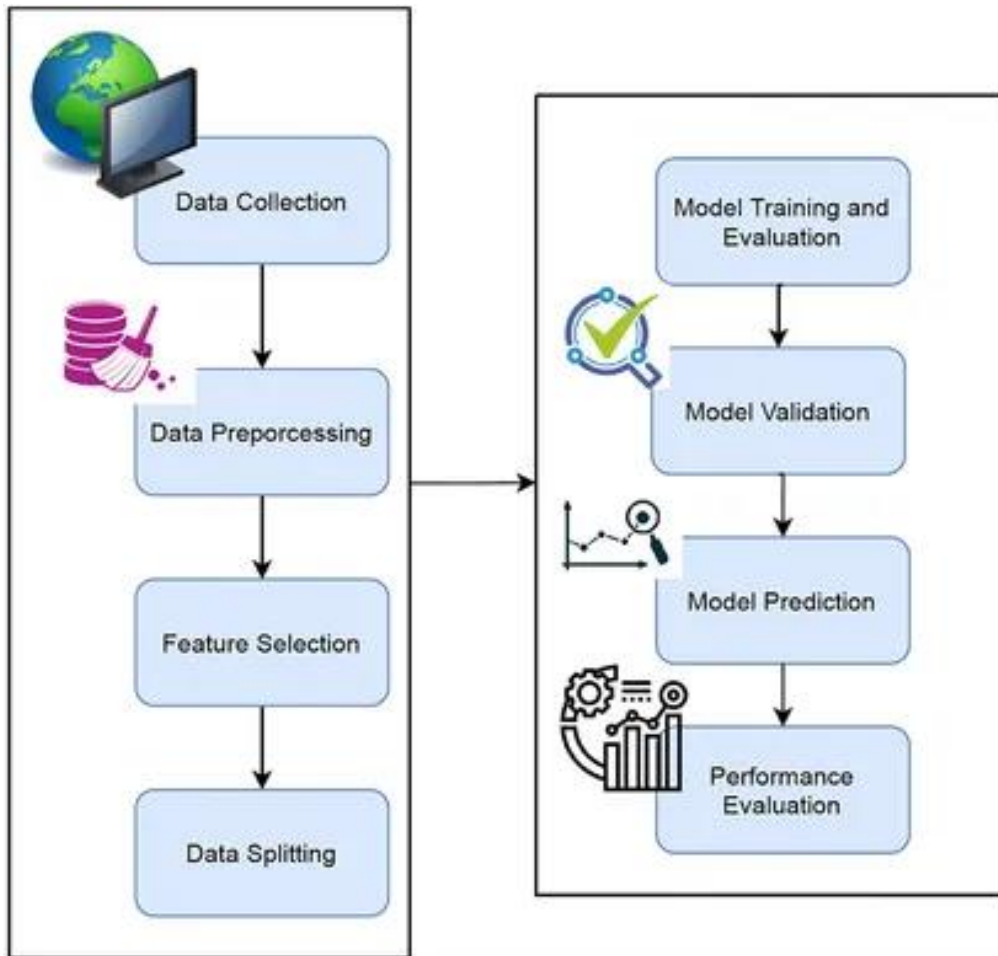 Data Collection
Data Preporcessing
Feature Selection
Data Splitting
Model Training and
Evaluation
Model Validation
Model Prediction
Performance
Evaluation